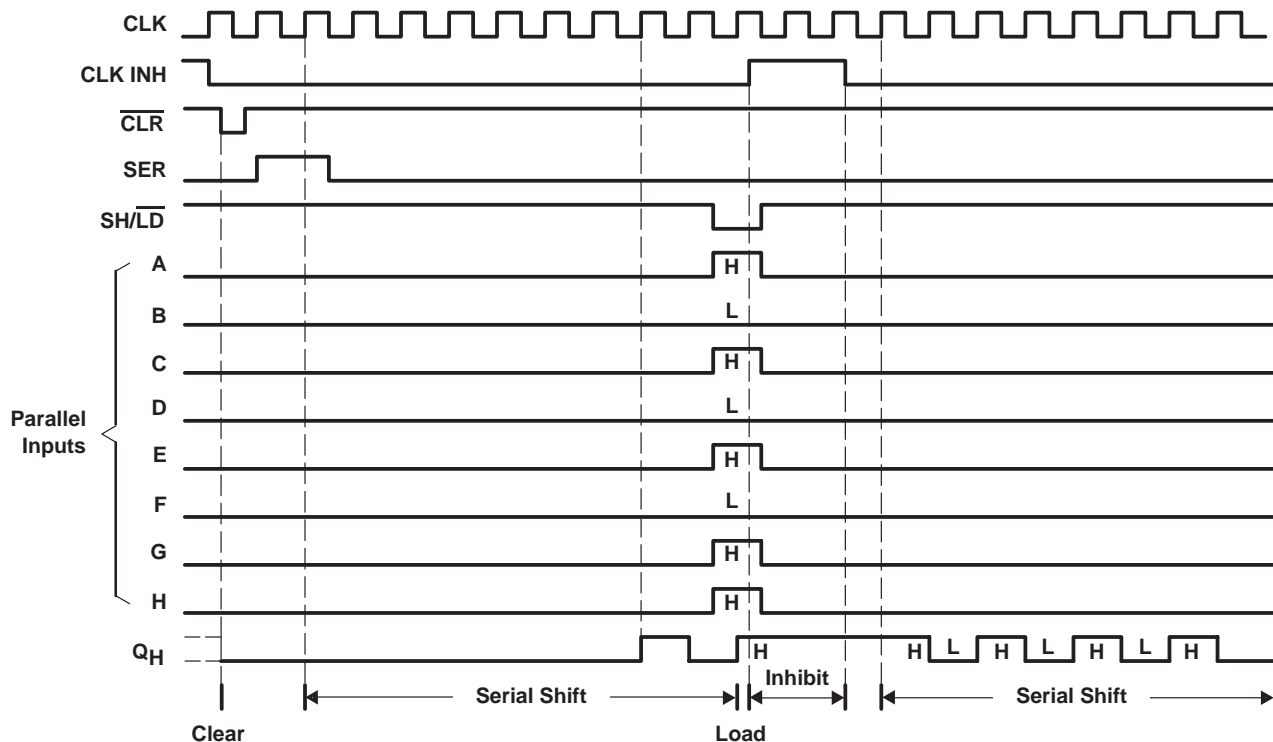 CLK
CLK INH
CLR
SER
SH/LD
A H
B L
C H
D L
Parallel
Inputs
E H
F L
G H
H H
QH H H L H L H L H
Inhibit
Serial Shift Serial Shift
Clear Load